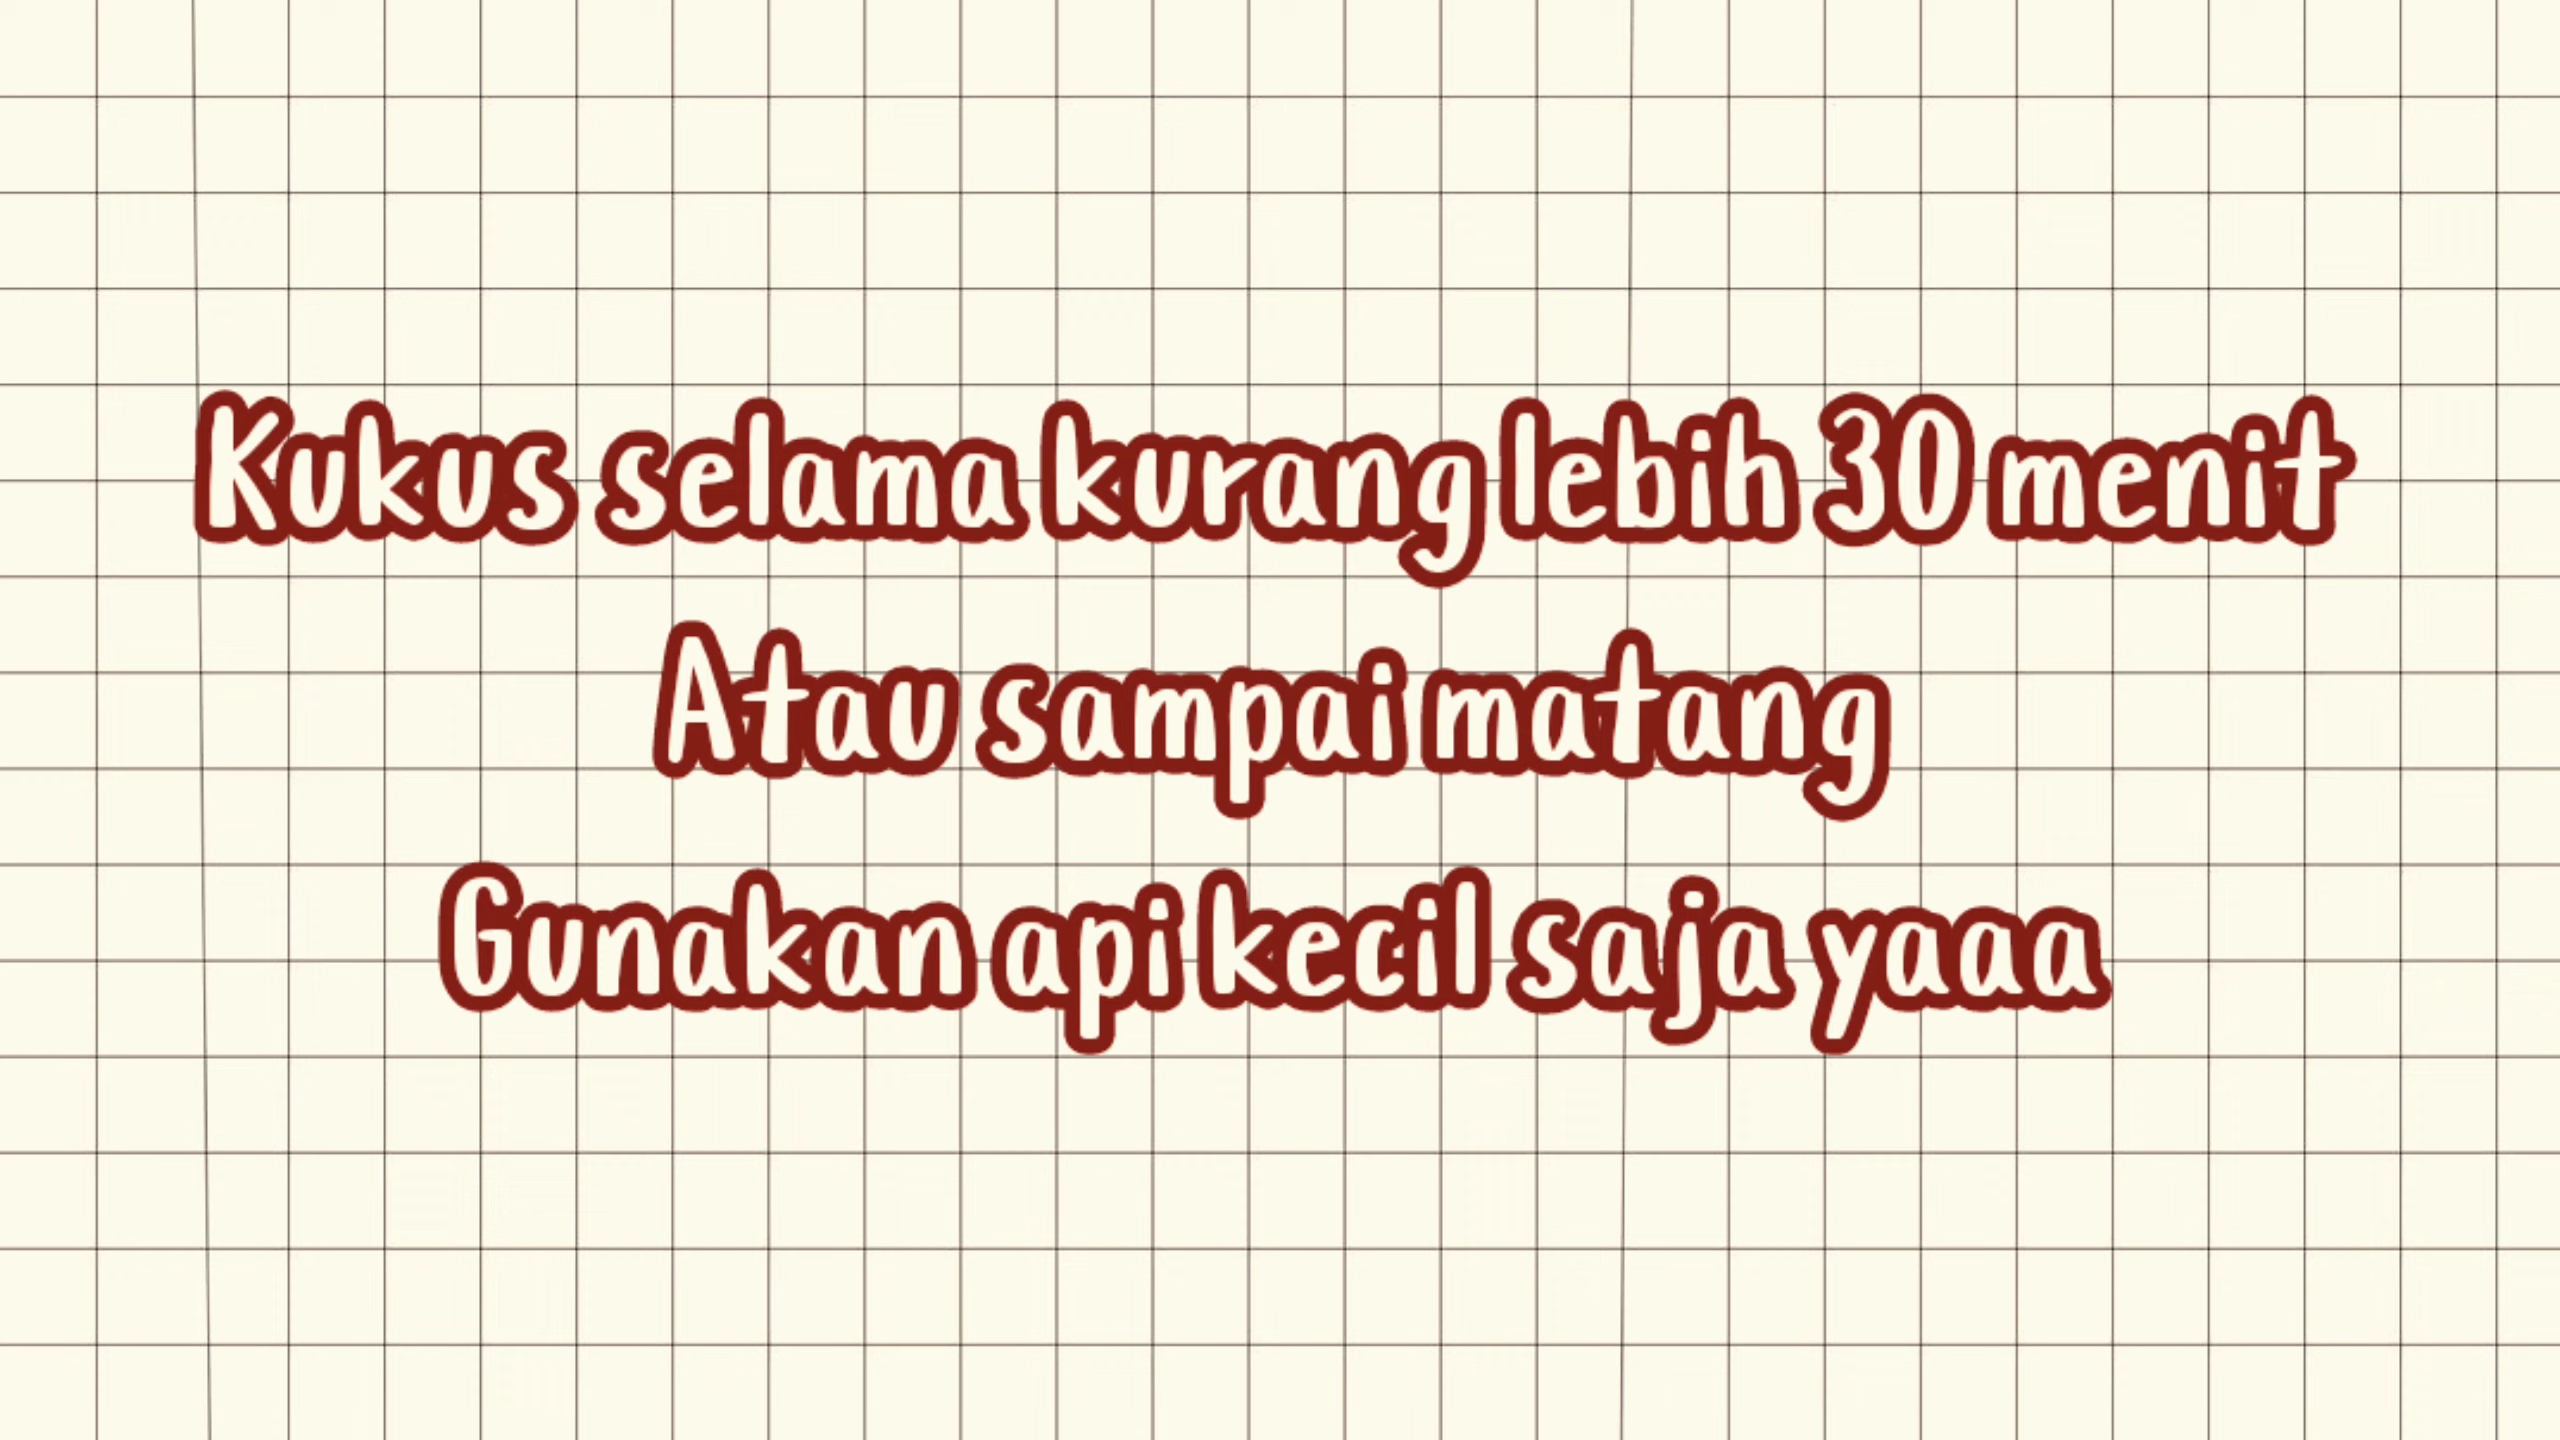 Kukus selama kurang lebih 30 menit
Atau sampai matang
Gunakan api kecil saja yaaa